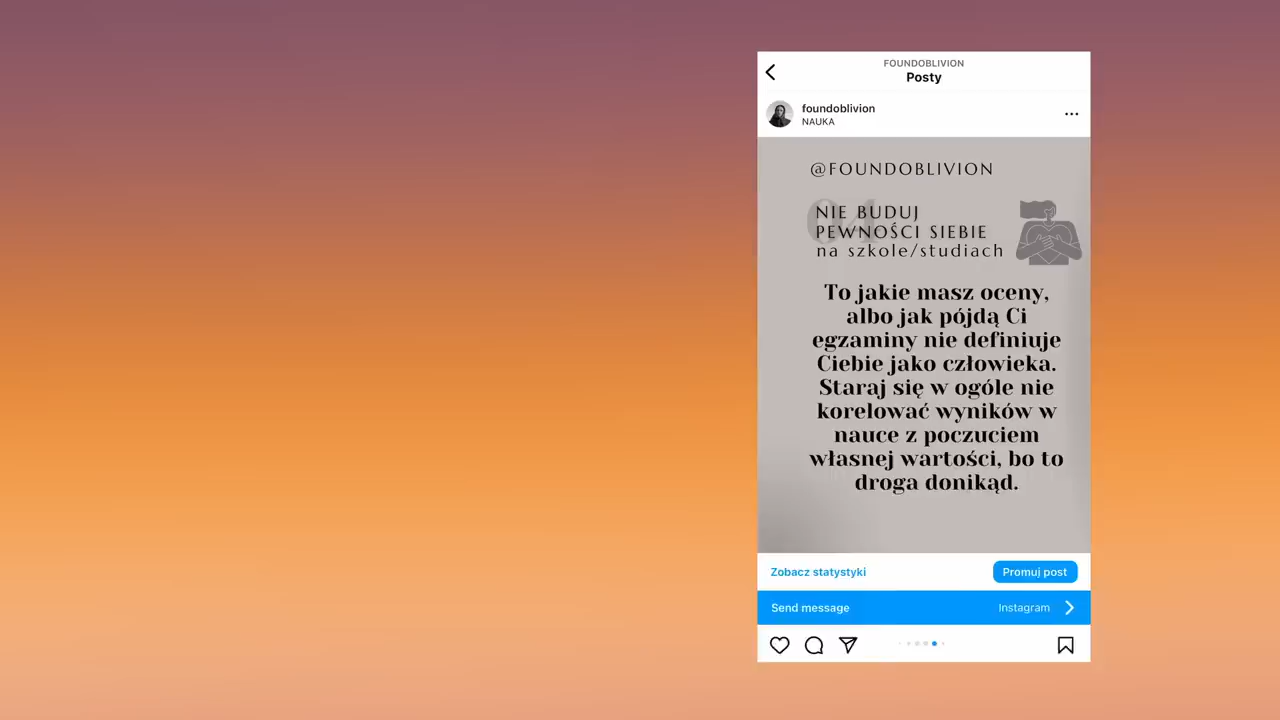 FOUNDOBLIVION
Posty
foundoblivion
NAUKA
@FOUNDOBLIVION
04
NIE BUDUJ
PEWNOŚCI SIEBIE
na szkole/studiach
To jakie masz oceny,
albo jak pójdą Ci
egzaminy nie definiuje
Ciebie jako człowieka.
Staraj się w ogóle nie
korelować wyników w
nauce z poczuciem
własnej wartości, bo to
droga donikąd.
Zobacz statystyki
Promuj post
Send message
Instagram